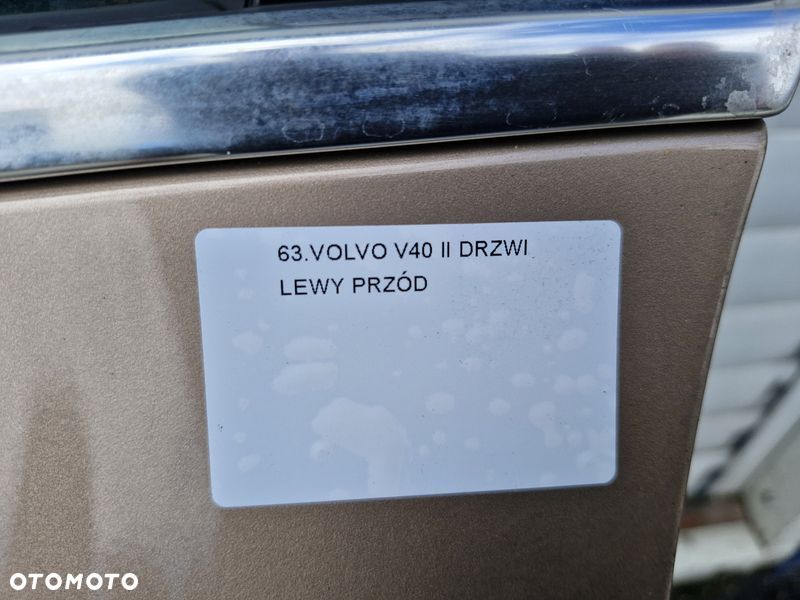 63.VOLVO V40 II DRZWI
LEWY PRZÓD
OTOMOTO